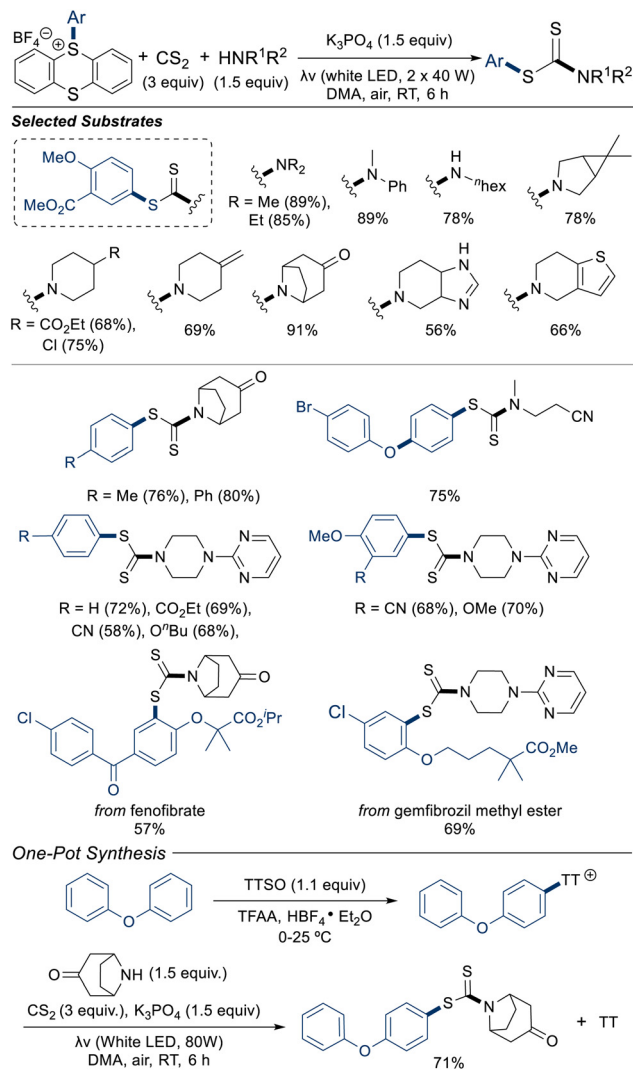 Ar
BF4⊖
S+
S
+ CS2 + HNR1R2
(3 equiv) (1.5 equiv)
K3PO4 (1.5 equiv)
λν (white LED, 2 x 40 W)
DMA, air, RT, 6 h
S
Ar S NR1R2
Selected Substrates
MeO
MeO2C
S
S
NR2
R = Me (89%),
Et (85%)
N Ph
89%
H
N nhex
78%
N
78%
R
N
R = CO2Et (68%),
Cl (75%)
N
69%
O
N
91%
H
N
N
N
56%
S
N
66%
O
S N
S
R
R = Me (76%), Ph (80%)
Br
O
S N
S
CN
75%
R
S
S
N N
N
N
R = H (72%), CO2Et (69%),
CN (58%), OnBu (68%),
MeO
R
S
S
N N
N
N
R = CN (68%), OMe (70%)
S
N
O
S
Cl
O
O CO2iPr
from fenofibrate
57%
S
N N
N
N
Cl
S
O
CO2Me
from gemfibrozil methyl ester
69%
One-Pot Synthesis
O
TTSO (1.1 equiv)
TFAA, HBF4• Et2O
0-25 ºC
TT⊕
O
O NH (1.5 equiv.)
CS2 (3 equiv.), K3PO4 (1.5 equiv)
λν (White LED, 80W)
DMA, air, RT, 6 h
S
S N
O
O
71%
+ TT